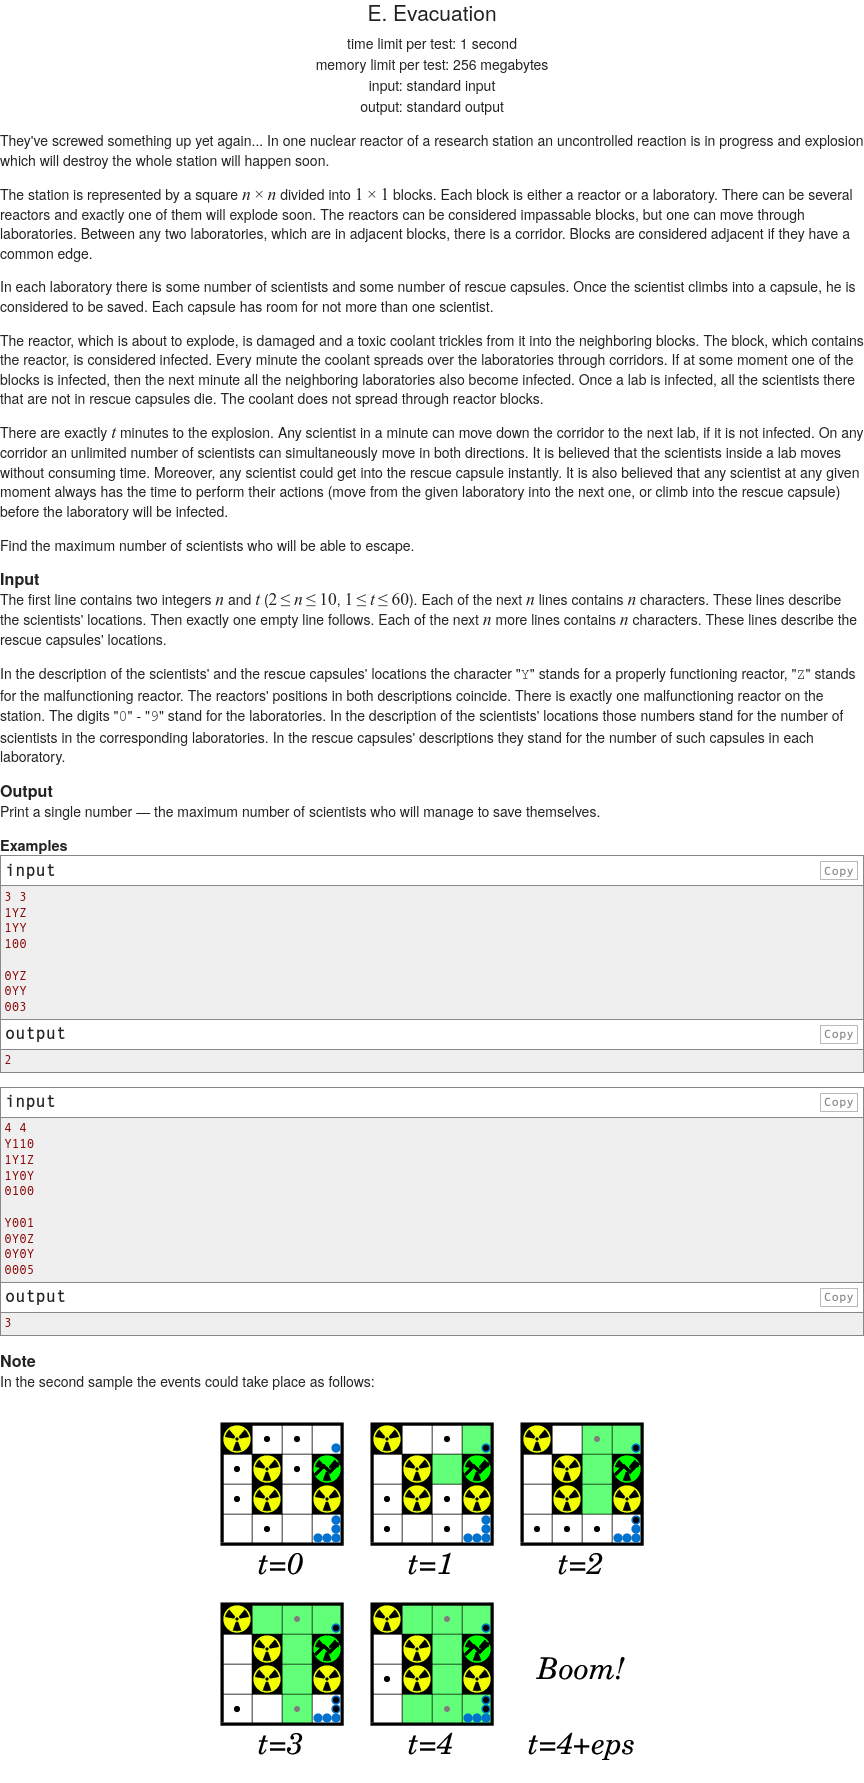 E. Evacuation
time limit per test: 1 second
memory limit per test: 256 megabytes
input: standard input
output: standard output
They've screwed something up yet again... In one nuclear reactor of a research station an uncontrolled reaction is in progress and explosion
which will destroy the whole station will happen soon.
The station is represented by a square n × n divided into 1 × 1 blocks. Each block is either a reactor or a laboratory. There can be several
reactors and exactly one of them will explode soon. The reactors can be considered impassable blocks, but one can move through
laboratories. Between any two laboratories, which are in adjacent blocks, there is a corridor. Blocks are considered adjacent if they have a
common edge.
In each laboratory there is some number of scientists and some number of rescue capsules. Once the scientist climbs into a capsule, he is
considered to be saved. Each capsule has room for not more than one scientist.
The reactor, which is about to explode, is damaged and a toxic coolant trickles from it into the neighboring blocks. The block, which contains
the reactor, is considered infected. Every minute the coolant spreads over the laboratories through corridors. If at some moment one of the
blocks is infected, then the next minute all the neighboring laboratories also become infected. Once a lab is infected, all the scientists there
that are not in rescue capsules die. The coolant does not spread through reactor blocks.
There are exactly t minutes to the explosion. Any scientist in a minute can move down the corridor to the next lab, if it is not infected. On any
corridor an unlimited number of scientists can simultaneously move in both directions. It is believed that the scientists inside a lab moves
without consuming time. Moreover, any scientist could get into the rescue capsule instantly. It is also believed that any scientist at any given
moment always has the time to perform their actions (move from the given laboratory into the next one, or climb into the rescue capsule)
before the laboratory will be infected.
Find the maximum number of scientists who will be able to escape.
Input
The first line contains two integers n and t (2 ≤ n ≤ 10, 1 ≤ t ≤ 60). Each of the next n lines contains n characters. These lines describe
the scientists' locations. Then exactly one empty line follows. Each of the next n more lines contains n characters. These lines describe the
rescue capsules' locations.
In the description of the scientists' and the rescue capsules' locations the character "Y" stands for a properly functioning reactor, "Z" stands
for the malfunctioning reactor. The reactors' positions in both descriptions coincide. There is exactly one malfunctioning reactor on the
station. The digits "0" - "9" stand for the laboratories. In the description of the scientists' locations those numbers stand for the number of
scientists in the corresponding laboratories. In the rescue capsules' descriptions they stand for the number of such capsules in each
laboratory.
Output
Print a single number — the maximum number of scientists who will manage to save themselves.
Examples
input Copy
3 3
1YZ
1YY
100
0YZ
0YY
003
output Copy
2
input Copy
4 4
Y110
1Y1Z
1Y0Y
0100
Y001
0Y0Z
0Y0Y
0005
output Copy
3
Note
In the second sample the events could take place as follows:
t=0 t=1 t=2
Boom!
t=3 t=4 t=4+eps